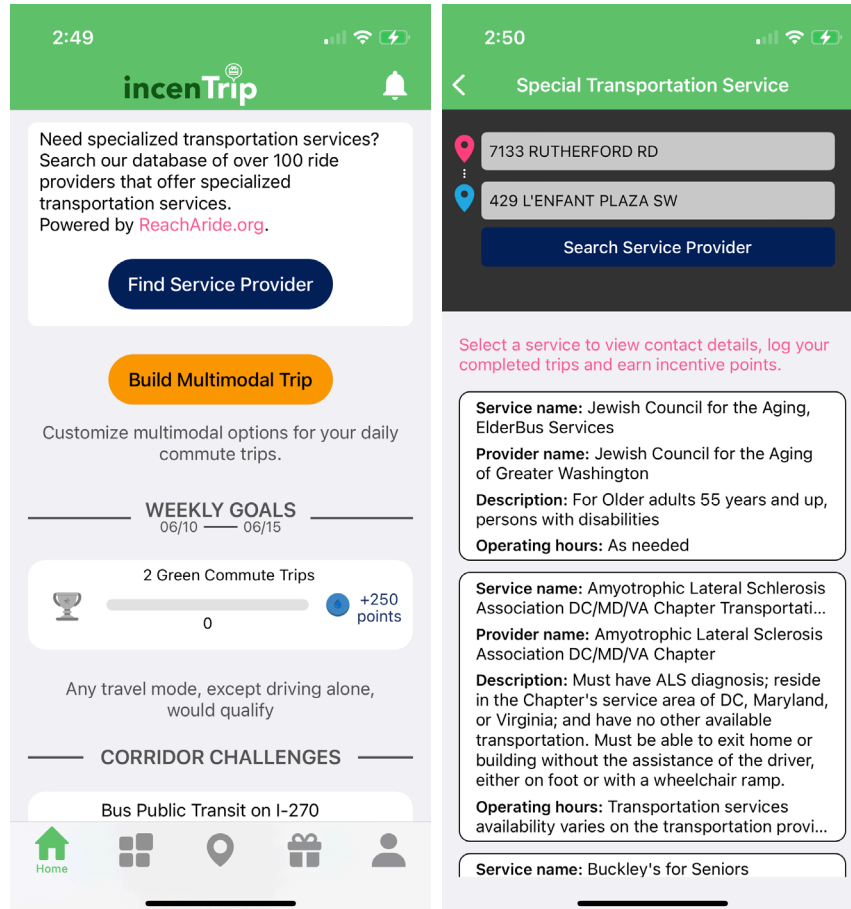 2:49
incenTrip
Need specialized transportation services?
Search our database of over 100 ride
providers that offer specialized
transportation services.
Powered by ReachAride.org.
Find Service Provider
Build Multimodal Trip
Customize multimodal options for your daily
commute trips.
WEEKLY GOALS
06/10 — 06/15
2 Green Commute Trips
0
+250
points
Any travel mode, except driving alone,
would qualify
CORRIDOR CHALLENGES
Bus Public Transit on I-270
Home
2:50
Special Transportation Service
7133 RUTHERFORD RD
429 L'ENFANT PLAZA SW
Search Service Provider
Select a service to view contact details, log your
completed trips and earn incentive points.
Service name: Jewish Council for the Aging,
ElderBus Services
Provider name: Jewish Council for the Aging
of Greater Washington
Description: For Older adults 55 years and up,
persons with disabilities
Operating hours: As needed
Service name: Amyotrophic Lateral Schlerosis
Association DC/MD/VA Chapter Transportati...
Provider name: Amyotrophic Lateral Sclerosis
Association DC/MD/VA Chapter
Description: Must have ALS diagnosis; reside
in the Chapter's service area of DC, Maryland,
or Virginia; and have no other available
transportation. Must be able to exit home or
building without the assistance of the driver,
either on foot or with a wheelchair ramp.
Operating hours: Transportation services
availability varies on the transportation provi...
Service name: Buckley's for Seniors